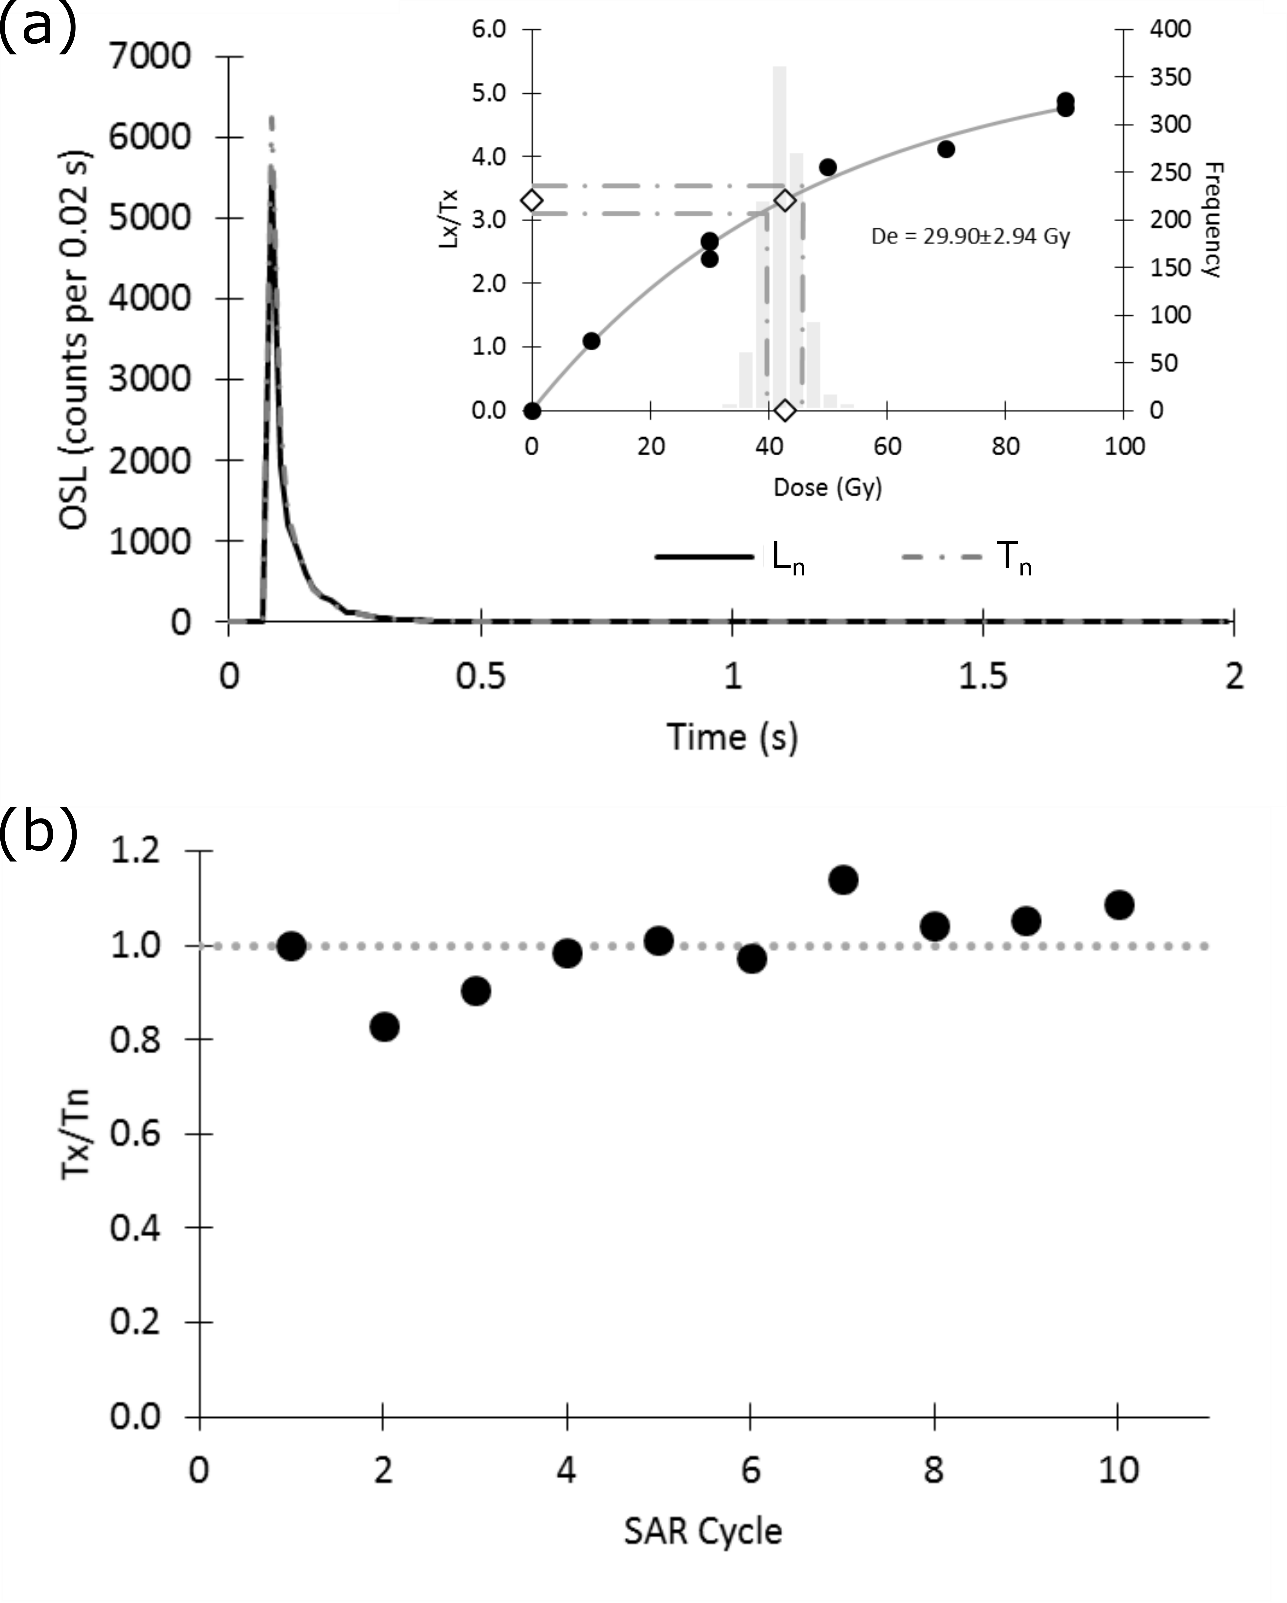 (a)
7000
6000
5000
4000
3000
2000
1000
0
OSL (counts per 0.02 s)
0 0.5 1 1.5 2
Time (s)
6.0
5.0
4.0
3.0
2.0
1.0
0.0
Lx/Tx
400
350
300
250
200
150
100
50
0
Frequency
De = 29.90±2.94 Gy
0 20 40 60 80 100
Dose (Gy)
Ln Tn
(b)
1.2
1.0
0.8
0.6
0.4
0.2
0.0
Tx/Tn
0 2 4 6 8 10
SAR Cycle